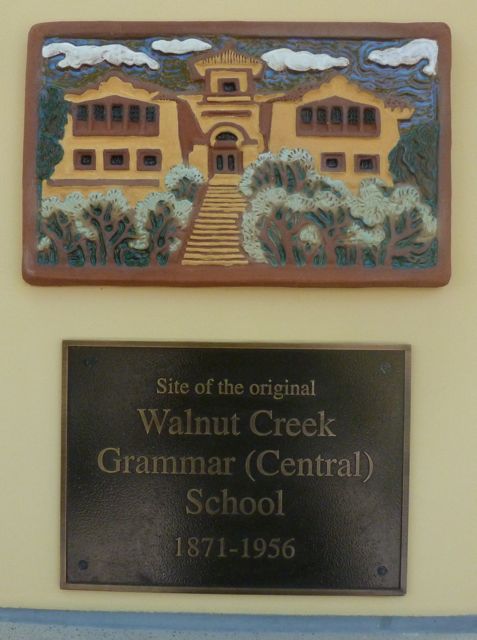 Site of the original
Walnut Creek
Grammar (Central)
School
1871-1956